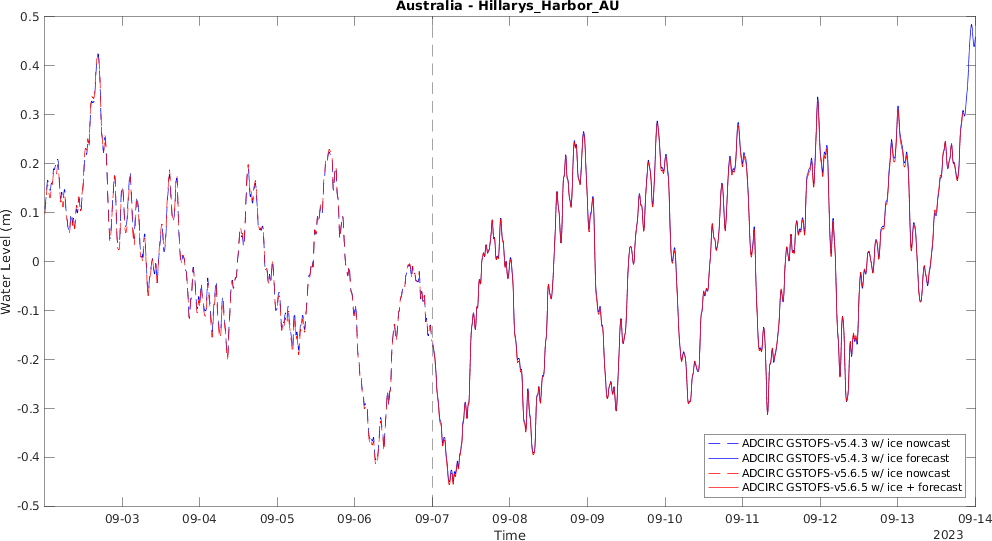 Australia - Hillarys_Harbor_AU
0.5
0.4
0.3
0.2
0.1
0
-0.1
-0.2
-0.3
-0.4
-0.5
Water Level (m)
ADCIRC GSTOFS-v5.4.3 w/ ice nowcast
ADCIRC GSTOFS-v5.4.3 w/ ice forecast
ADCIRC GSTOFS-v5.6.5 w/ ice nowcast
ADCIRC GSTOFS-v5.6.5 w/ ice + forecast
09-03 09-04 09-05 09-06 09-07 09-08 09-09 09-10 09-11 09-12 09-13 09-14
Time
2023